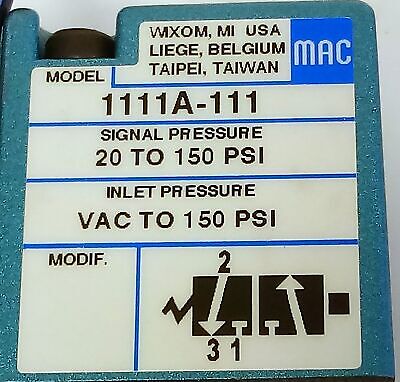 WIXOM, MI USA
LIEGE, BELGIUM
TAIPEI, TAIWAN
MAC
MODEL
1111A-111
SIGNAL PRESSURE
20 TO 150 PSI
INLET PRESSURE
VAC TO 150 PSI
MODIF.
2
3 1